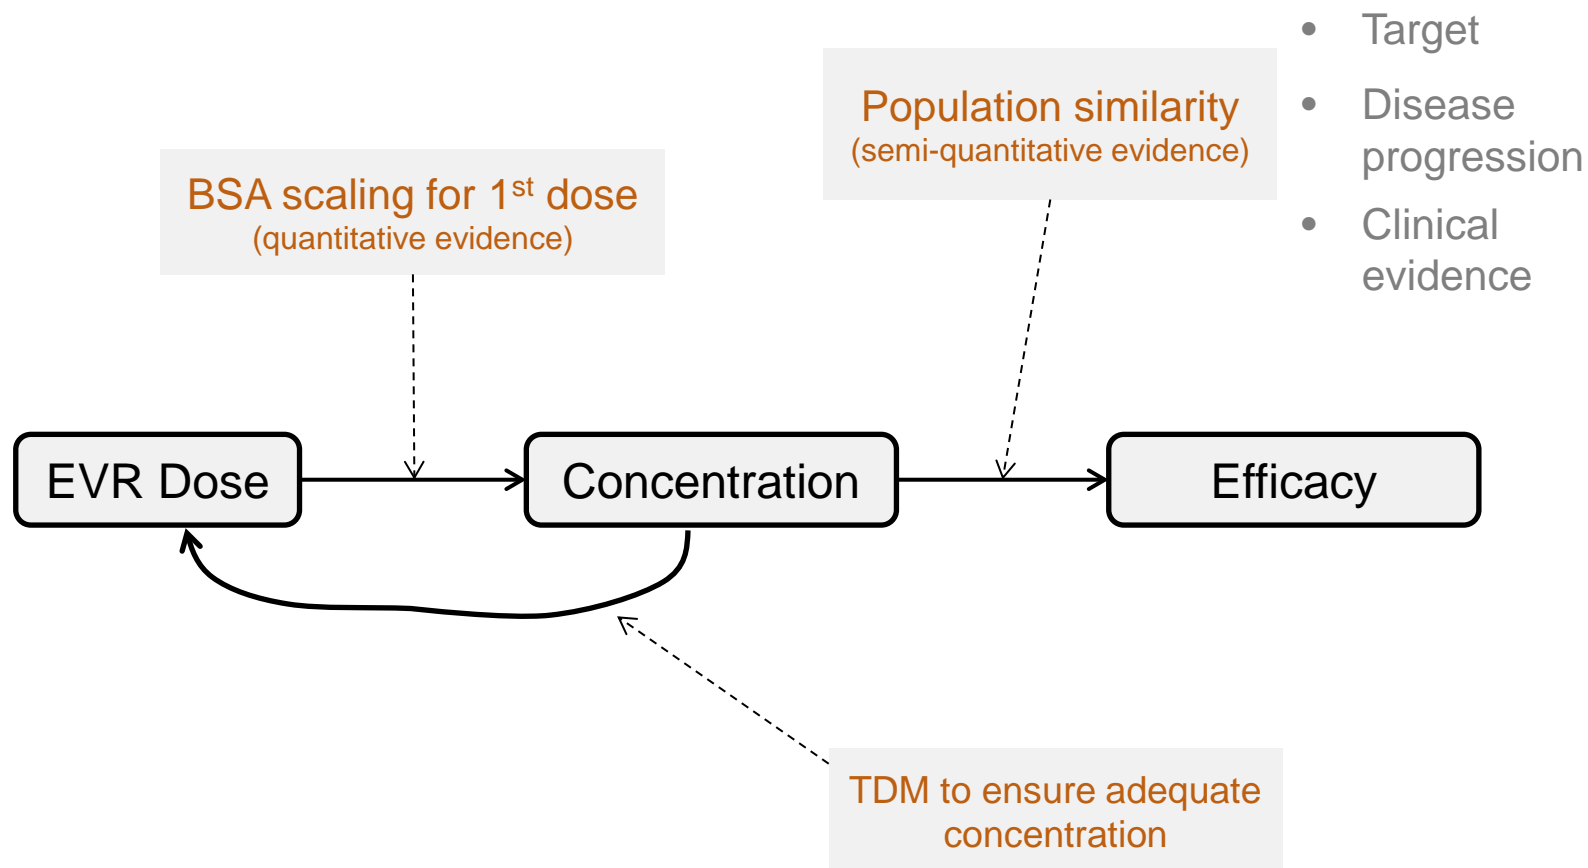 • Target
• Disease
progression
• Clinical
evidence
Population similarity
(semi-quantitative evidence)
BSA scaling for 1st dose
(quantitative evidence)
EVR Dose
Concentration
Efficacy
TDM to ensure adequate
concentration